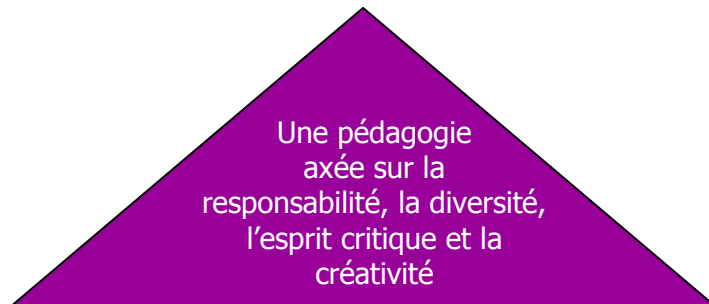 Une pédagogie
axée sur la
responsabilité, la diversité,
l’esprit critique et la
créativité